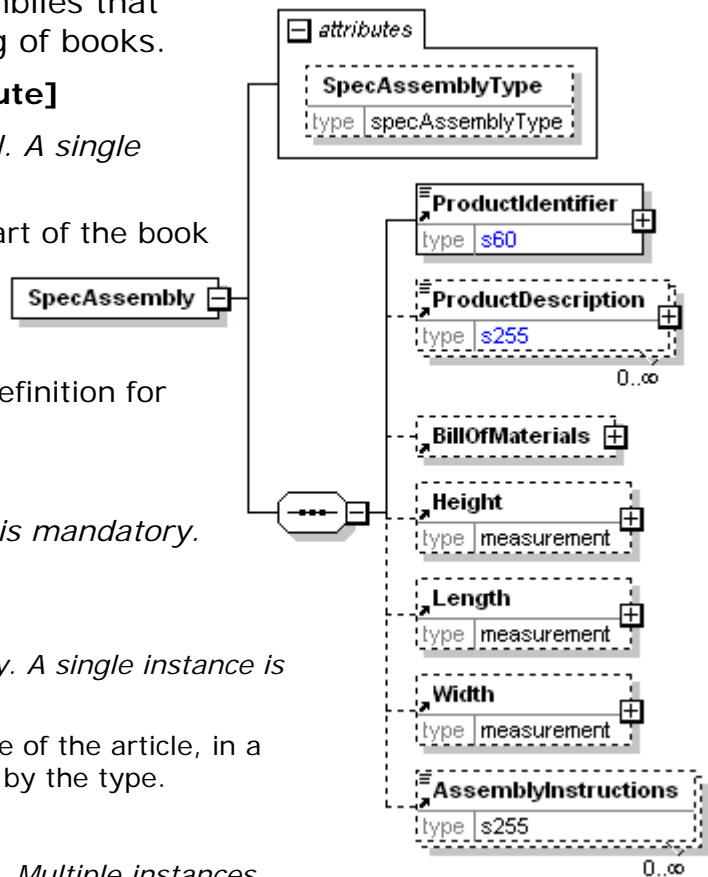 mblies that
g of books.
ute]
. A single
art of the book
efinition for
is mandatory.
y. A single instance is
e of the article, in a
by the type.
. Multiple instances
attributes
SpecAssemblyType
type specAssemblyType
SpecAssembly
ProductIdentifier
type s60
ProductDescription
type s255
0..∞
BillOfMaterials
Height
type measurement
Length
type measurement
Width
type measurement
AssemblyInstructions
type s255
0..∞